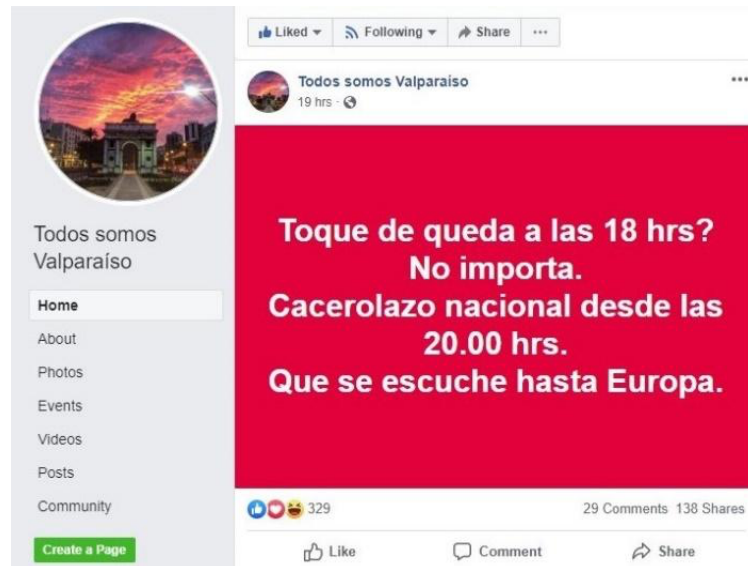 Liked
Following
Share
Todos somos Valparaiso
19 hrs
Toque de queda a las 18 hrs?
No importa.
Cacerolazo nacional desde las
20.00 hrs.
Que se escuche hasta Europa.
329
29 Comments 138 Shares
Like
Comment
Share
Todos somos
Valparaíso
Home
About
Photos
Events
Videos
Posts
Community
Create a Page